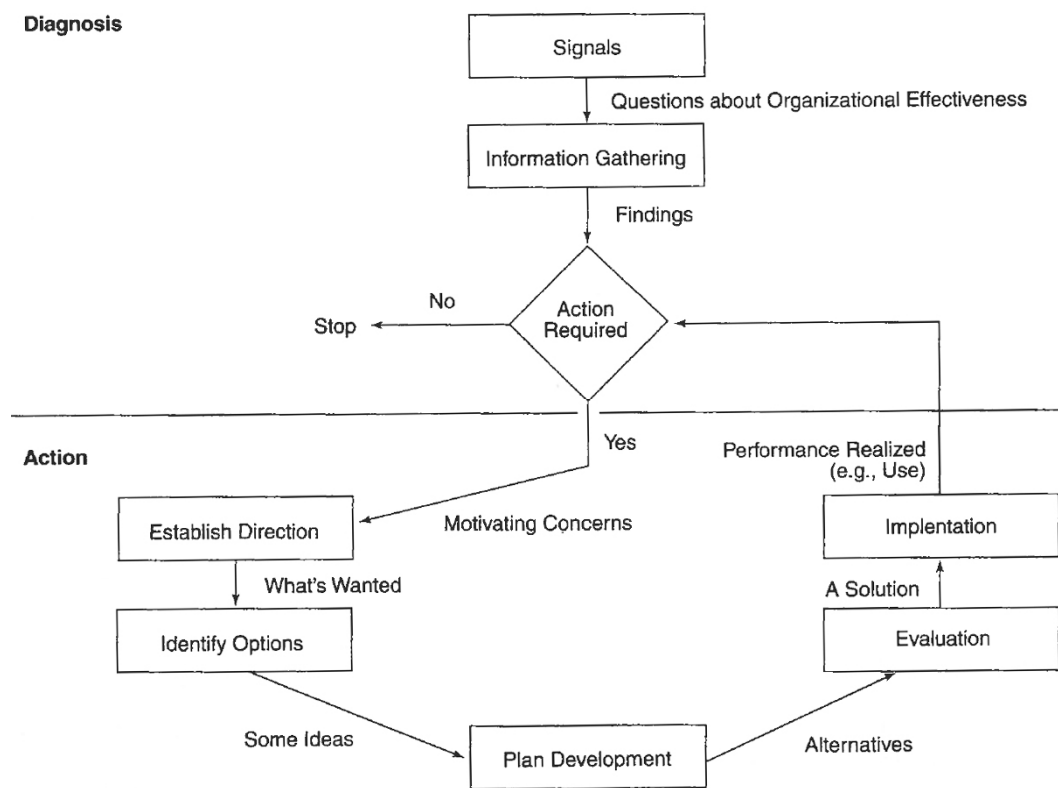 Diagnosis
Signals
Questions about Organizational Effectiveness
Information Gathering
Findings
No
Action
Required
Stop
Yes
Action
Performance Realized
(e.g., Use)
Establish Direction
Motivating Concerns
Implentation
What's Wanted
A Solution
Identify Options
Evaluation
Some Ideas
Plan Development
Alternatives